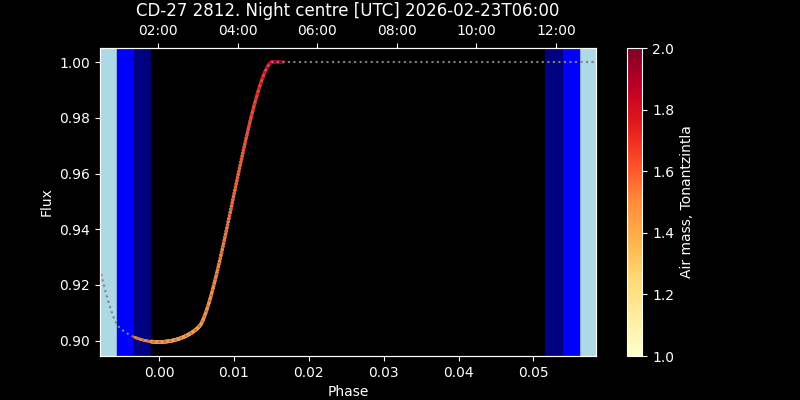 CD-27 2812. Night centre [UTC] 2026-02-23T06:00
02:00 04:00 06:00 08:00 10:00 12:00
1.00
0.98
0.96
0.94
0.92
0.90
Flux
0.00 0.01 0.02 0.03 0.04 0.05
Phase
2.0
1.8
1.6
1.4
1.2
1.0
Air mass, Tonantzintla